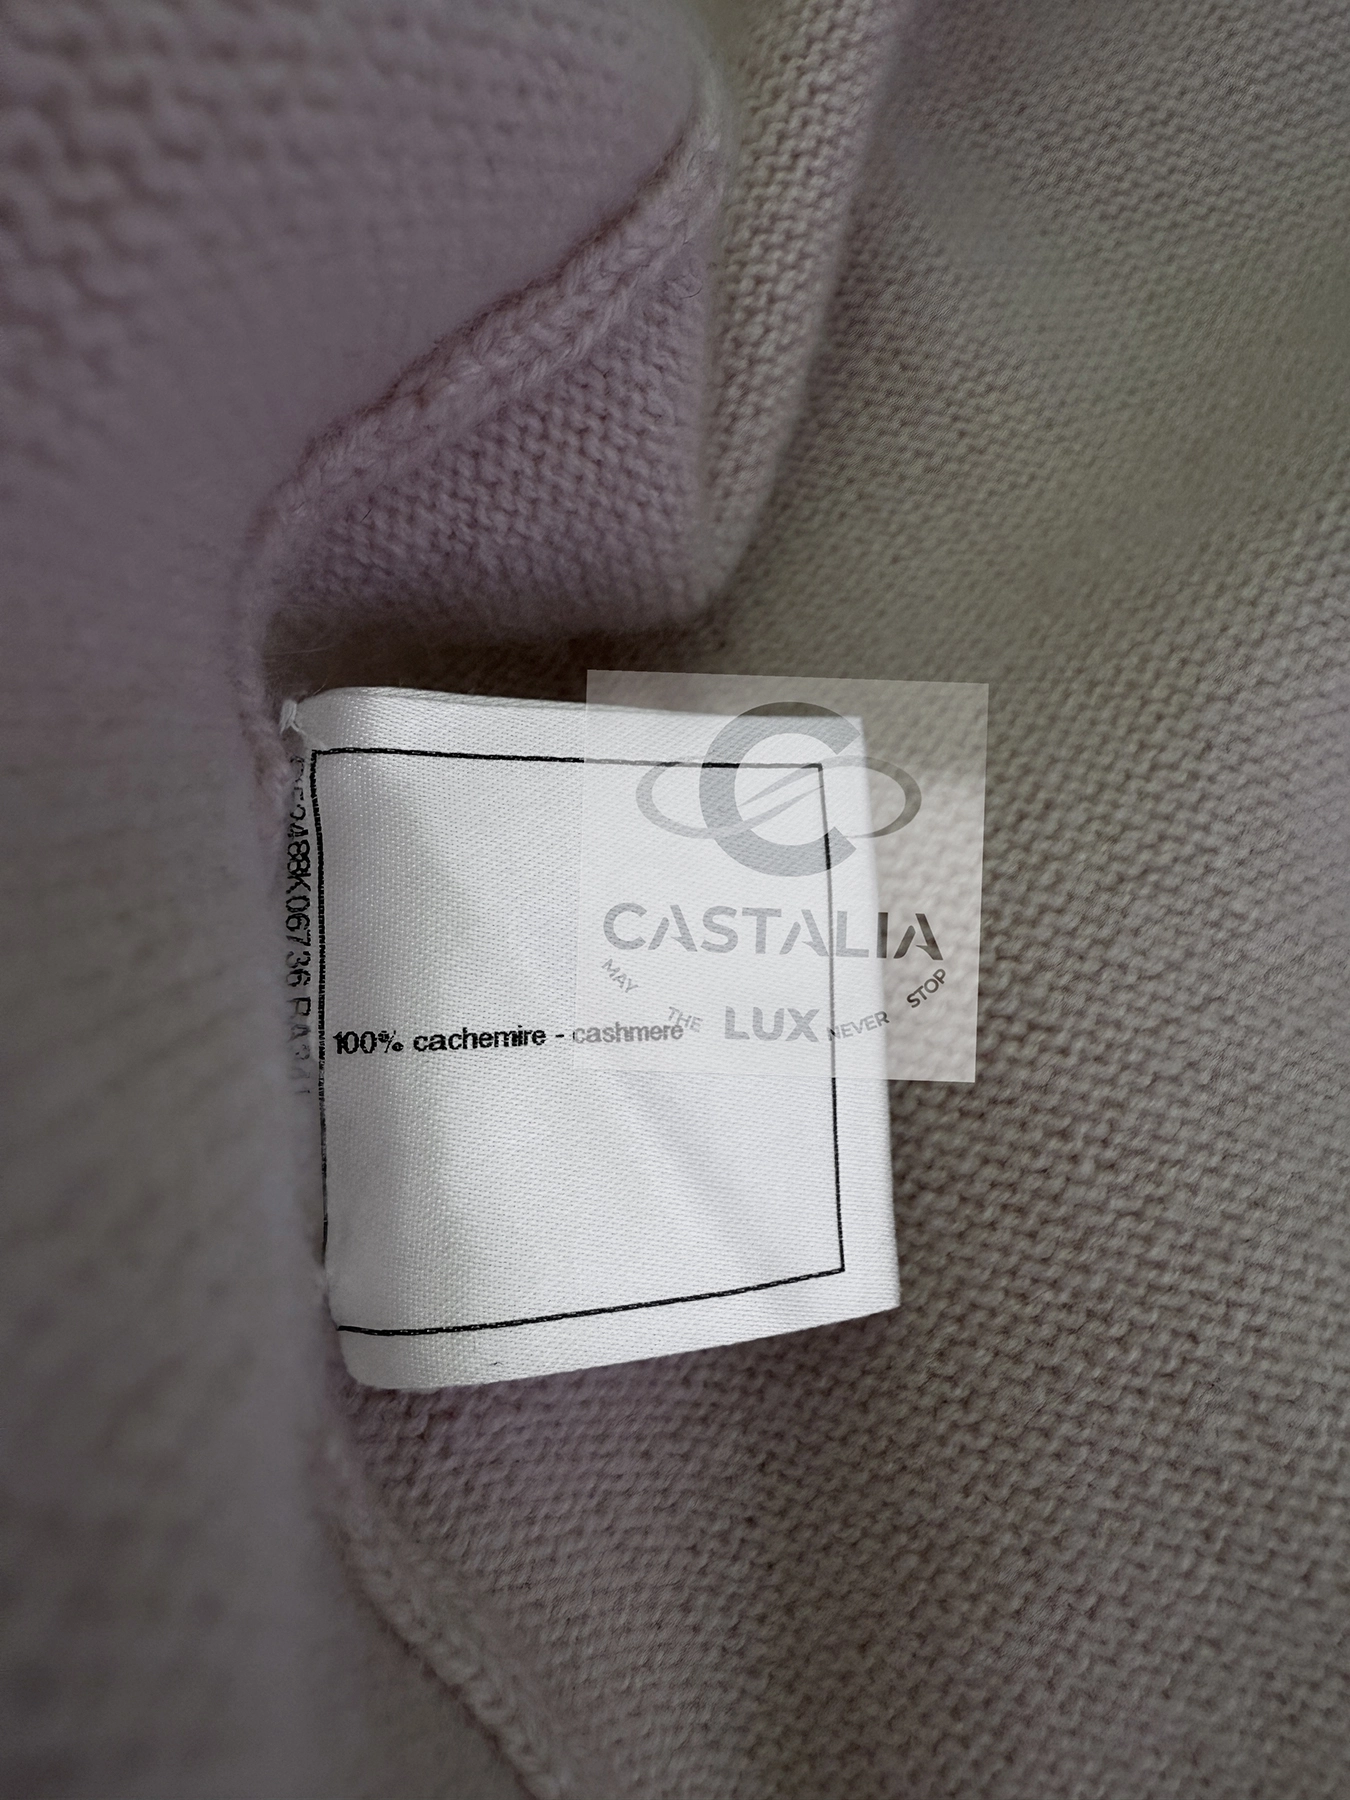 100% cachemire - cashmere
CASTALIA
MAY THE LUX NEVER STOP